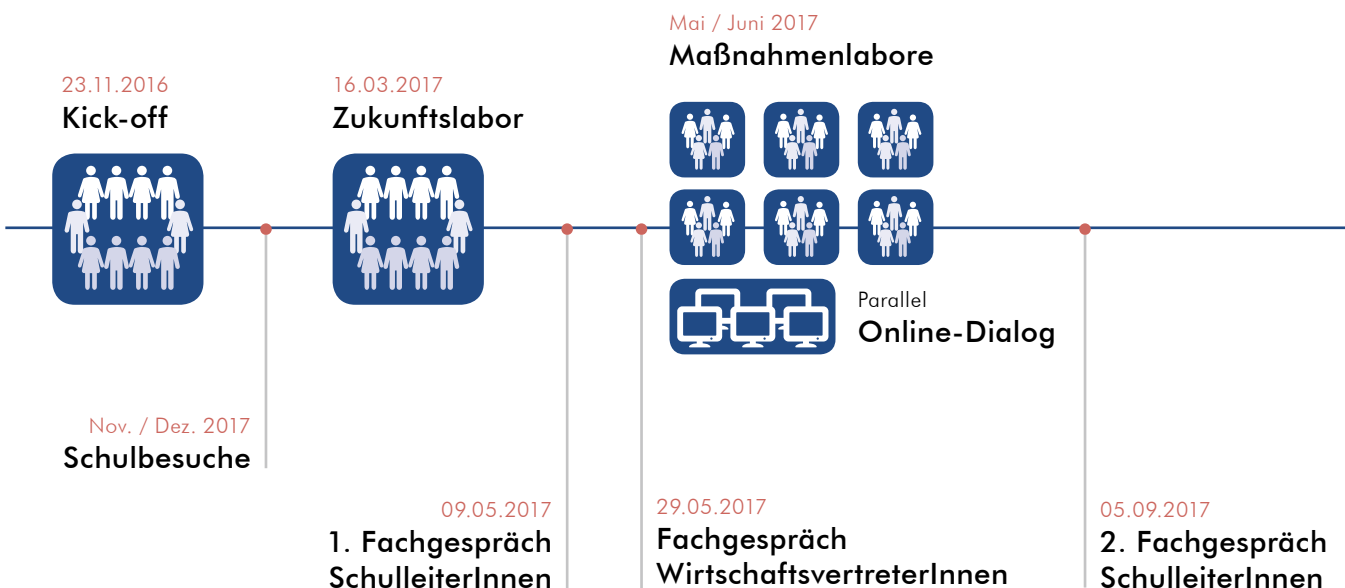 Mai / Juni 2017
Maßnahmenlabore
23.11.2016
Kick-off
16.03.2017
Zukunftslabor
Parallel
Online-Dialog
Nov. / Dez. 2017
Schulbesuche
09.05.2017
1. Fachgespräch
SchulleiterInnen
29.05.2017
Fachgespräch
WirtschaftsvertreterInnen
05.09.2017
2. Fachgespräch
SchulleiterInnen